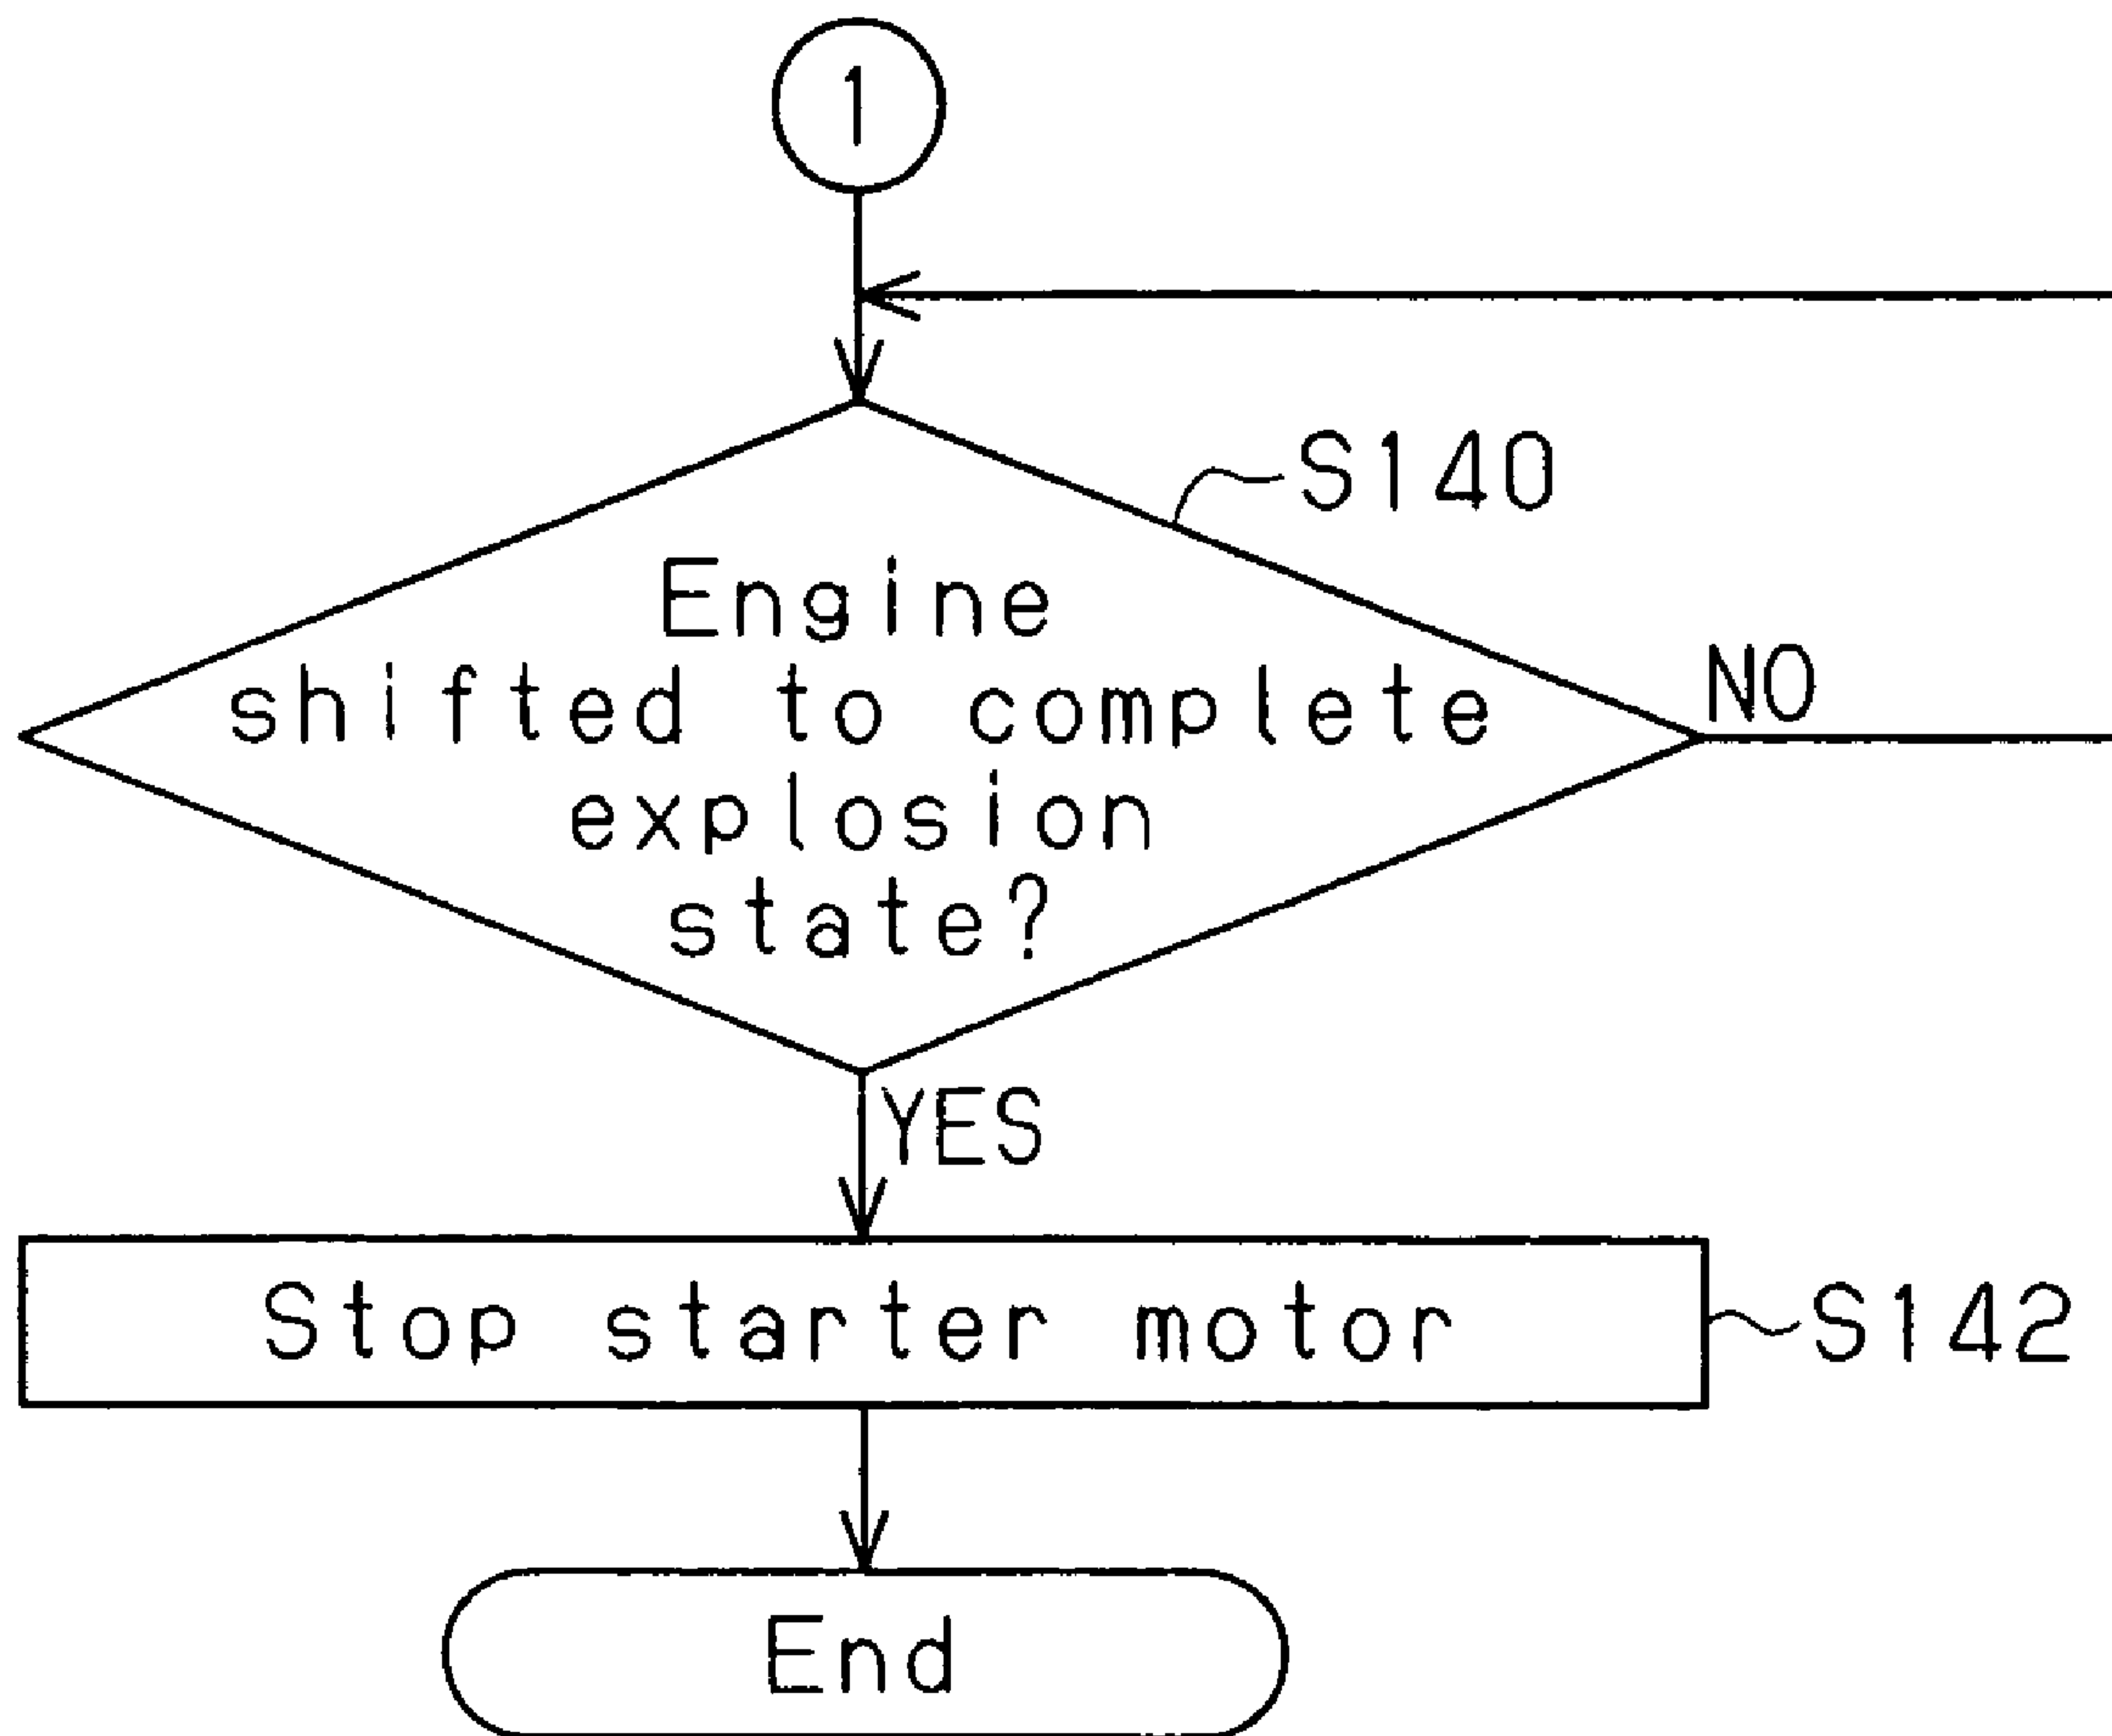 1
S140
Engine
shifted to complete
explosion
state?
NO
YES
Stop starter motor
S142
End